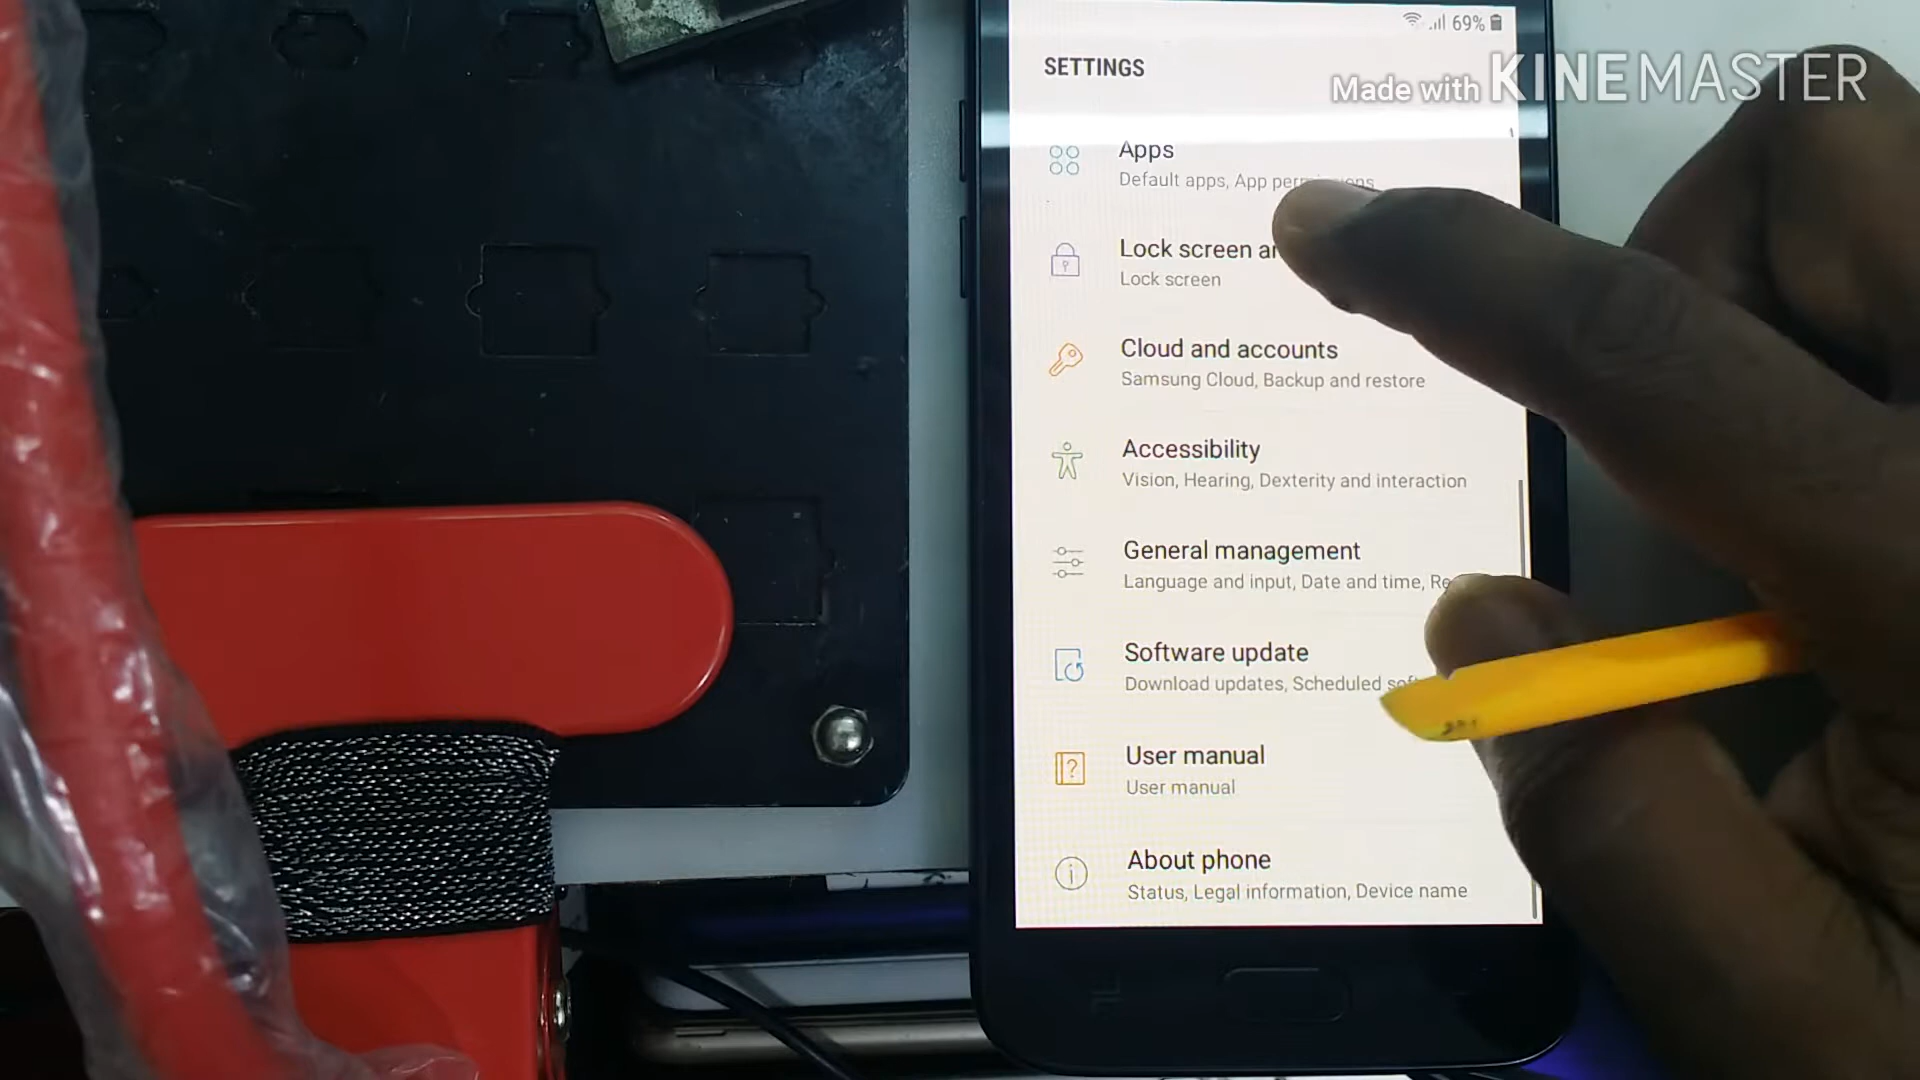 69%
SETTINGS
Made with KINEMASTER
Apps
Default apps, App permissions
Lock screen
Lock screen
Cloud and accounts
Samsung Cloud, Backup and restore
Accessibility
Vision, Hearing, Dexterity and interaction
General management
Language and input, Date and time,
Software update
Download updates, Scheduled
User manual
User manual
About phone
Status, Legal information, Device name